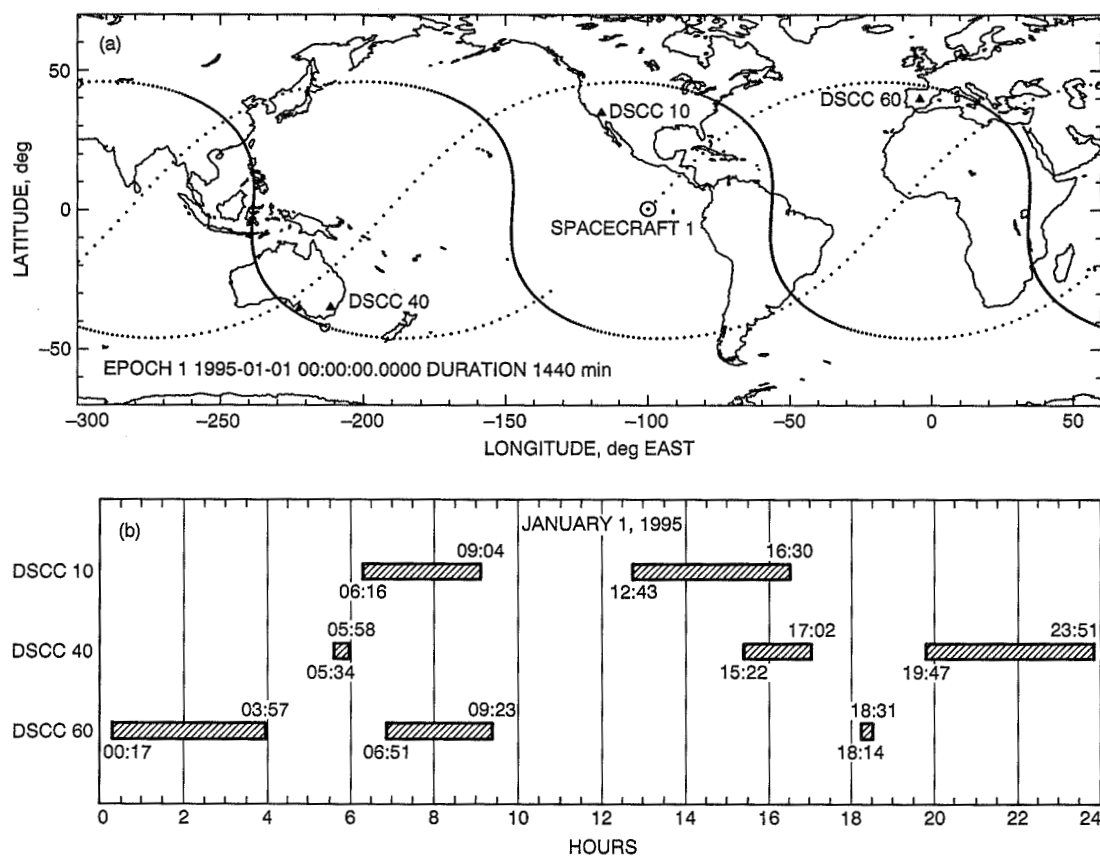 (a)
50
0
−50
LATITUDE, deg
DSCC 10
DSCC 60
SPACECRAFT 1
DSCC 40
EPOCH 1 1995-01-01 00:00:00.0000 DURATION 1440 min
−300 −250 −200 −150 −100 −50 0 50
LONGITUDE, deg EAST
(b)
JANUARY 1, 1995
DSCC 10
09:04
06:16
16:30
12:43
DSCC 40
05:58
05:34
17:02
15:22
23:51
19:47
DSCC 60
03:57
00:17
09:23
06:51
18:31
18:14
0 2 4 6 8 10 12 14 16 18 20 22 24
HOURS